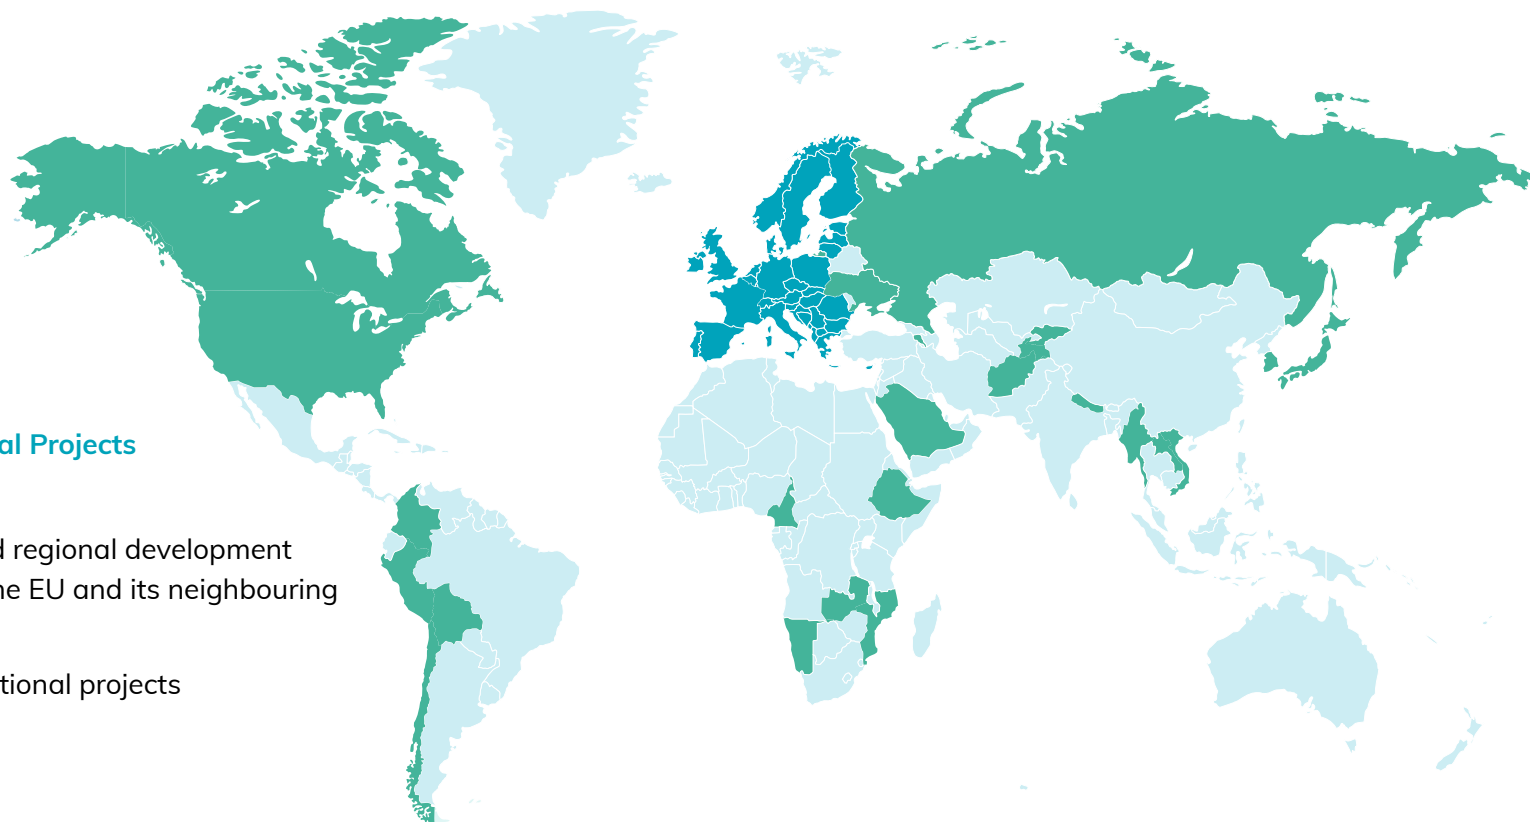 al Projects
d regional development
ne EU and its neighbouring
tional projects